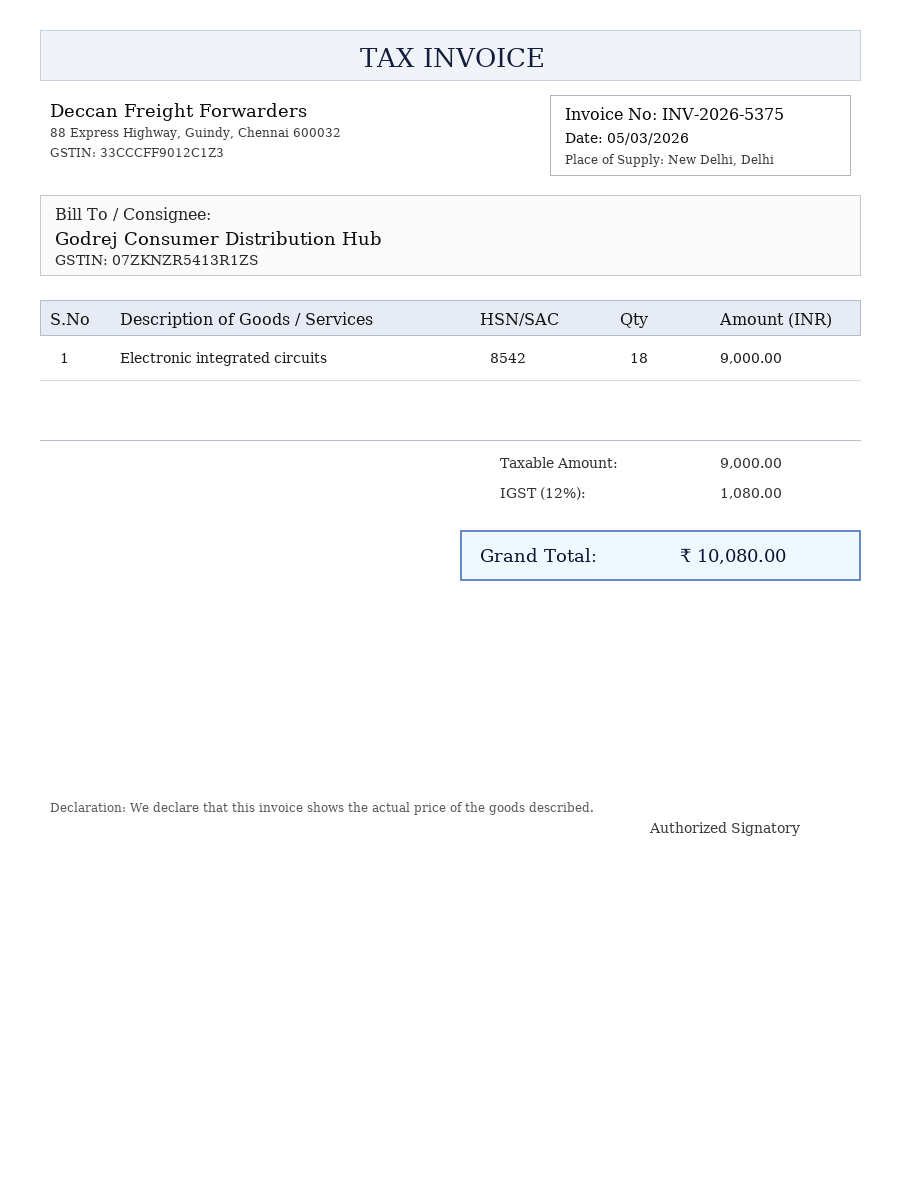 TAX INVOICE
Deccan Freight Forwarders
88 Express Highway, Guindy, Chennai 600032
GSTIN: 33CCCFF9012C1Z3
Invoice No: INV-2026-5375
Date: 05/03/2026
Place of Supply: New Delhi, Delhi
Bill To / Consignee:
Godrej Consumer Distribution Hub
GSTIN: 07ZKNZR5413R1ZS
S.No Description of Goods / Services HSN/SAC Qty Amount (INR)
1 Electronic integrated circuits 8542 18 9,000.00
Taxable Amount: 9,000.00
IGST (12%): 1,080.00
Grand Total: ₹ 10,080.00
Declaration: We declare that this invoice shows the actual price of the goods described.
Authorized Signatory